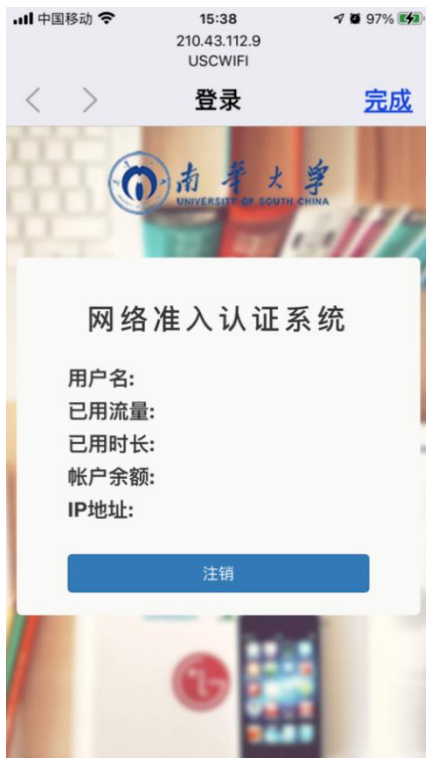 中国移动 15:38 97%
210.43.112.9
USCWIFI
登录 完成
南华大学
UNIVERSITY OF SOUTH CHINA
网络准入认证系统
用户名:
已用流量:
已用时长:
帐户余额:
IP地址:
注销